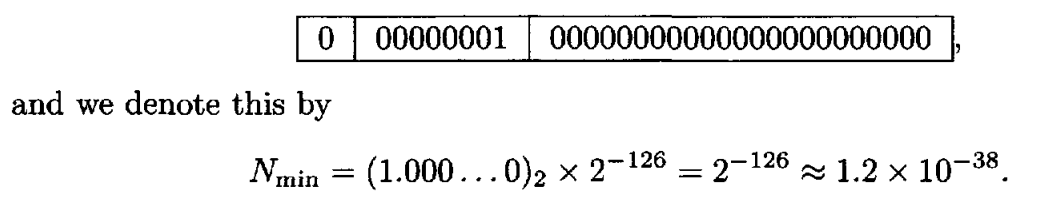 0 | 00000001 | 00000000000000000000000 ,
and we denote this by
N_min = (1.000...0)₂ × 2⁻¹²⁶ = 2⁻¹²⁶ ≈ 1.2 × 10⁻³⁸.